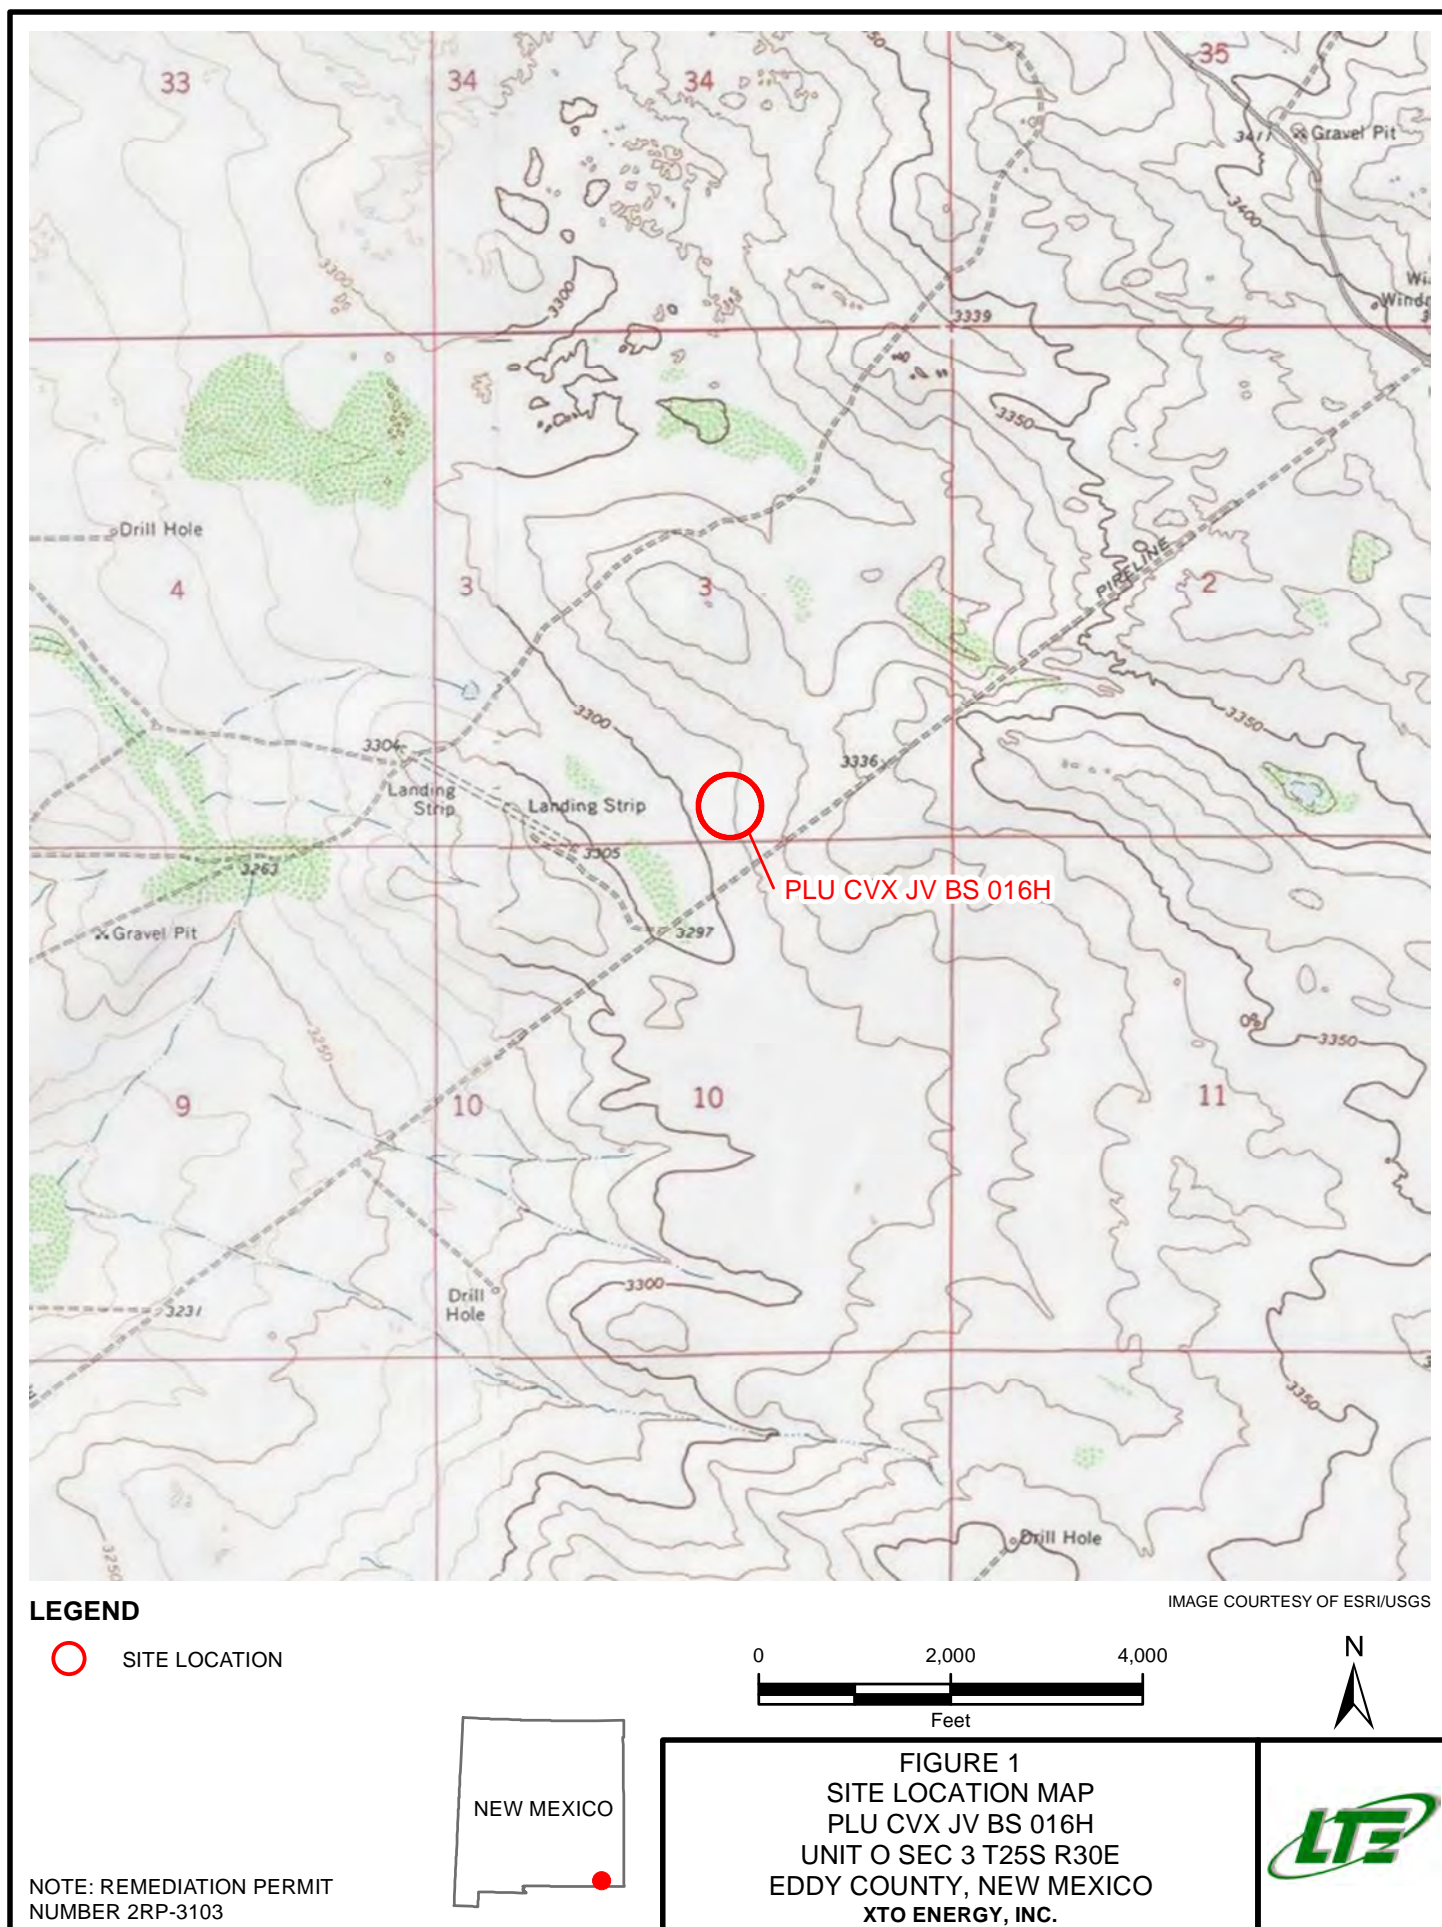 33
34
34
35
3411
Gravel Pit
3400
3300
3300
3339
3350
Drill Hole
PIPELINE
4
3
3
2
3300
3350
3304
3336
Landing
Strip
Landing Strip
3305
3263
PLU CVX JV BS 016H
Gravel Pit
3297
3250
3350
9
10
10
11
3300
Drill
Hole
3231
3350
3250
Drill Hole
LEGEND
IMAGE COURTESY OF ESRI/USGS
SITE LOCATION
0 2,000 4,000
Feet
N
NEW MEXICO
NOTE: REMEDIATION PERMIT
NUMBER 2RP-3103
FIGURE 1
SITE LOCATION MAP
PLU CVX JV BS 016H
UNIT O SEC 3 T25S R30E
EDDY COUNTY, NEW MEXICO
XTO ENERGY, INC.
LTE